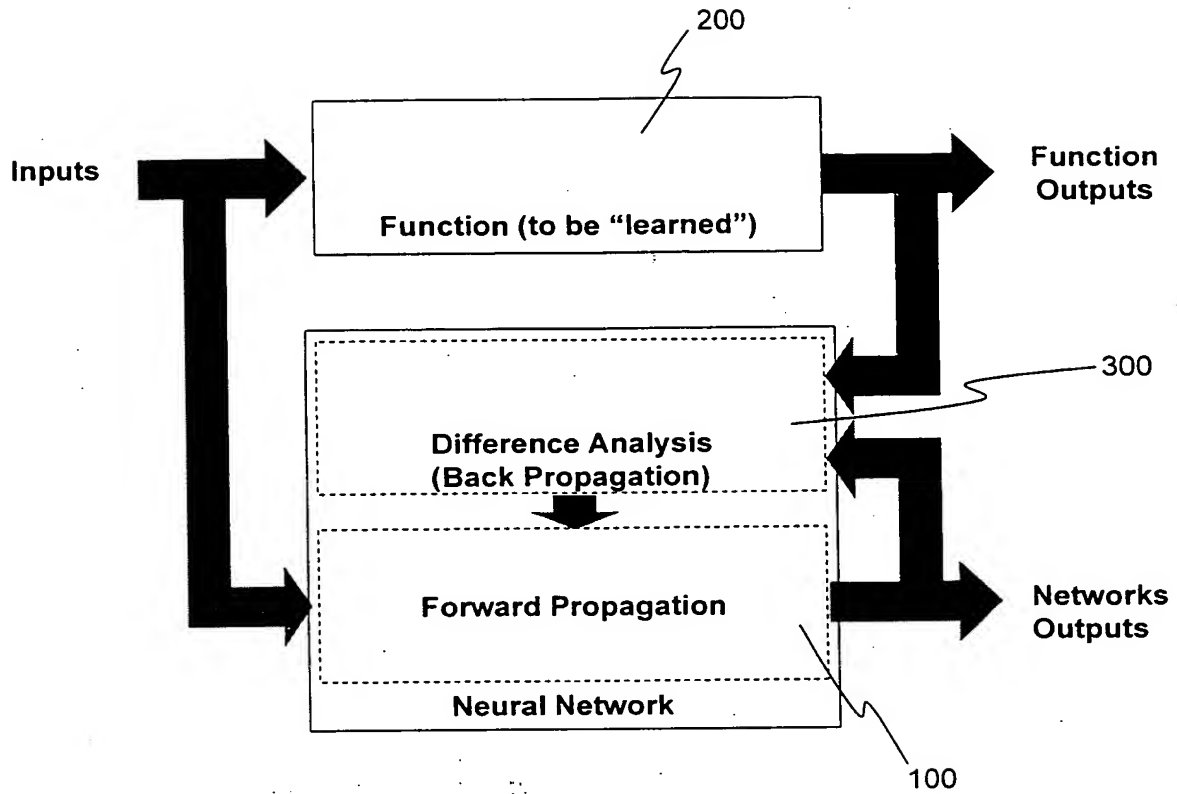 200
Inputs
Function
Outputs
Function (to be “learned”)
300
Difference Analysis
(Back Propagation)
Forward Propagation
Networks
Outputs
Neural Network
100